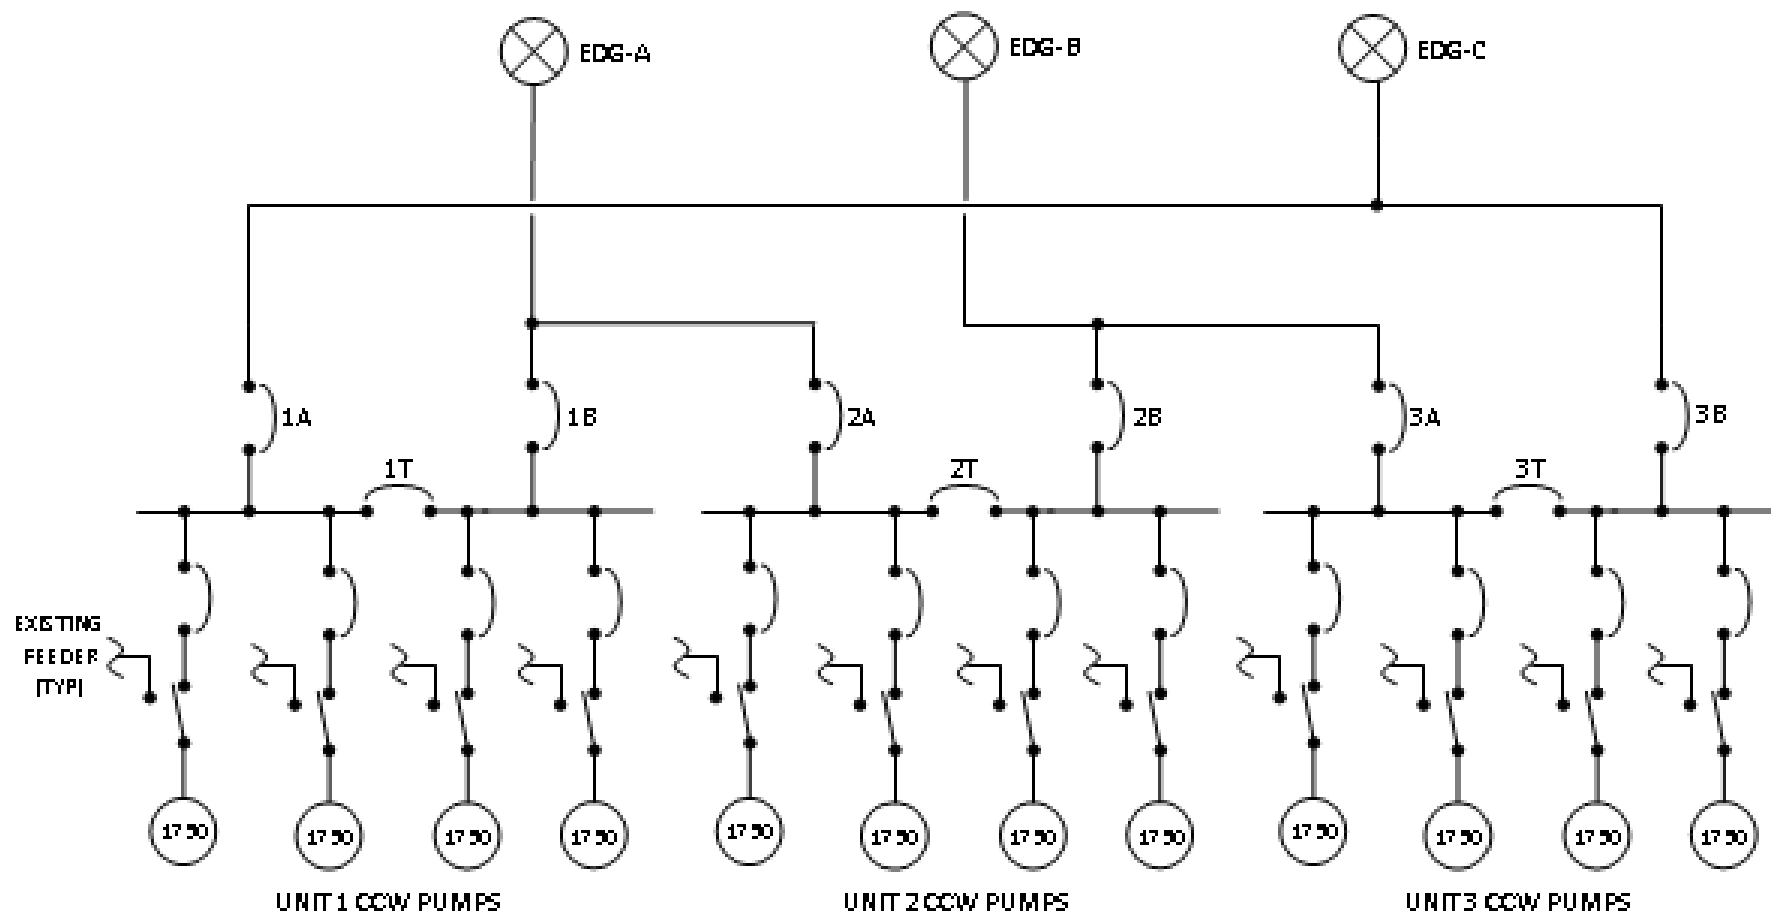 EDG-A
EDG-B
EDG-C
1A
1B
2A
2B
3A
3B
1T
2T
3T
EXISTING
FEEDER
(TYP)
1750
1750
1750
1750
1750
1750
1750
1750
1750
1750
1750
1750
UNIT 1 CCW PUMPS
UNIT 2 CCW PUMPS
UNIT 3 CCW PUMPS